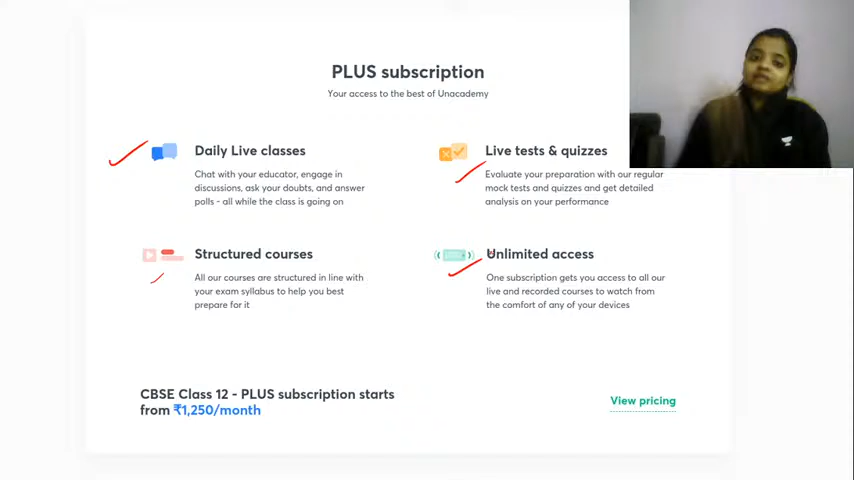 PLUS subscription
Your access to the best of Unacademy
Daily Live classes
Chat with your educator, engage in
discussions, ask your doubts, and answer
polls - all while the class is going on
Live tests & quizzes
Evaluate your preparation with our regular
mock tests and quizzes and get detailed
analysis on your performance
Structured courses
All our courses are structured in line with
your exam syllabus to help you best
prepare for it
Unlimited access
One subscription gets you access to all our
live and recorded courses to watch from
the comfort of any of your devices
CBSE Class 12 - PLUS subscription starts
from ₹1,250/month
View pricing